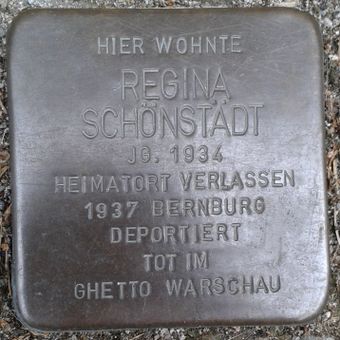 HIER WOHNTE
REGINA
SCHÖNSTÄDT
JG. 1934
HEIMATORT VERLASSEN
1937 BERNBURG
DEPORTIERT
TOT IM
GHETTO WARSCHAU